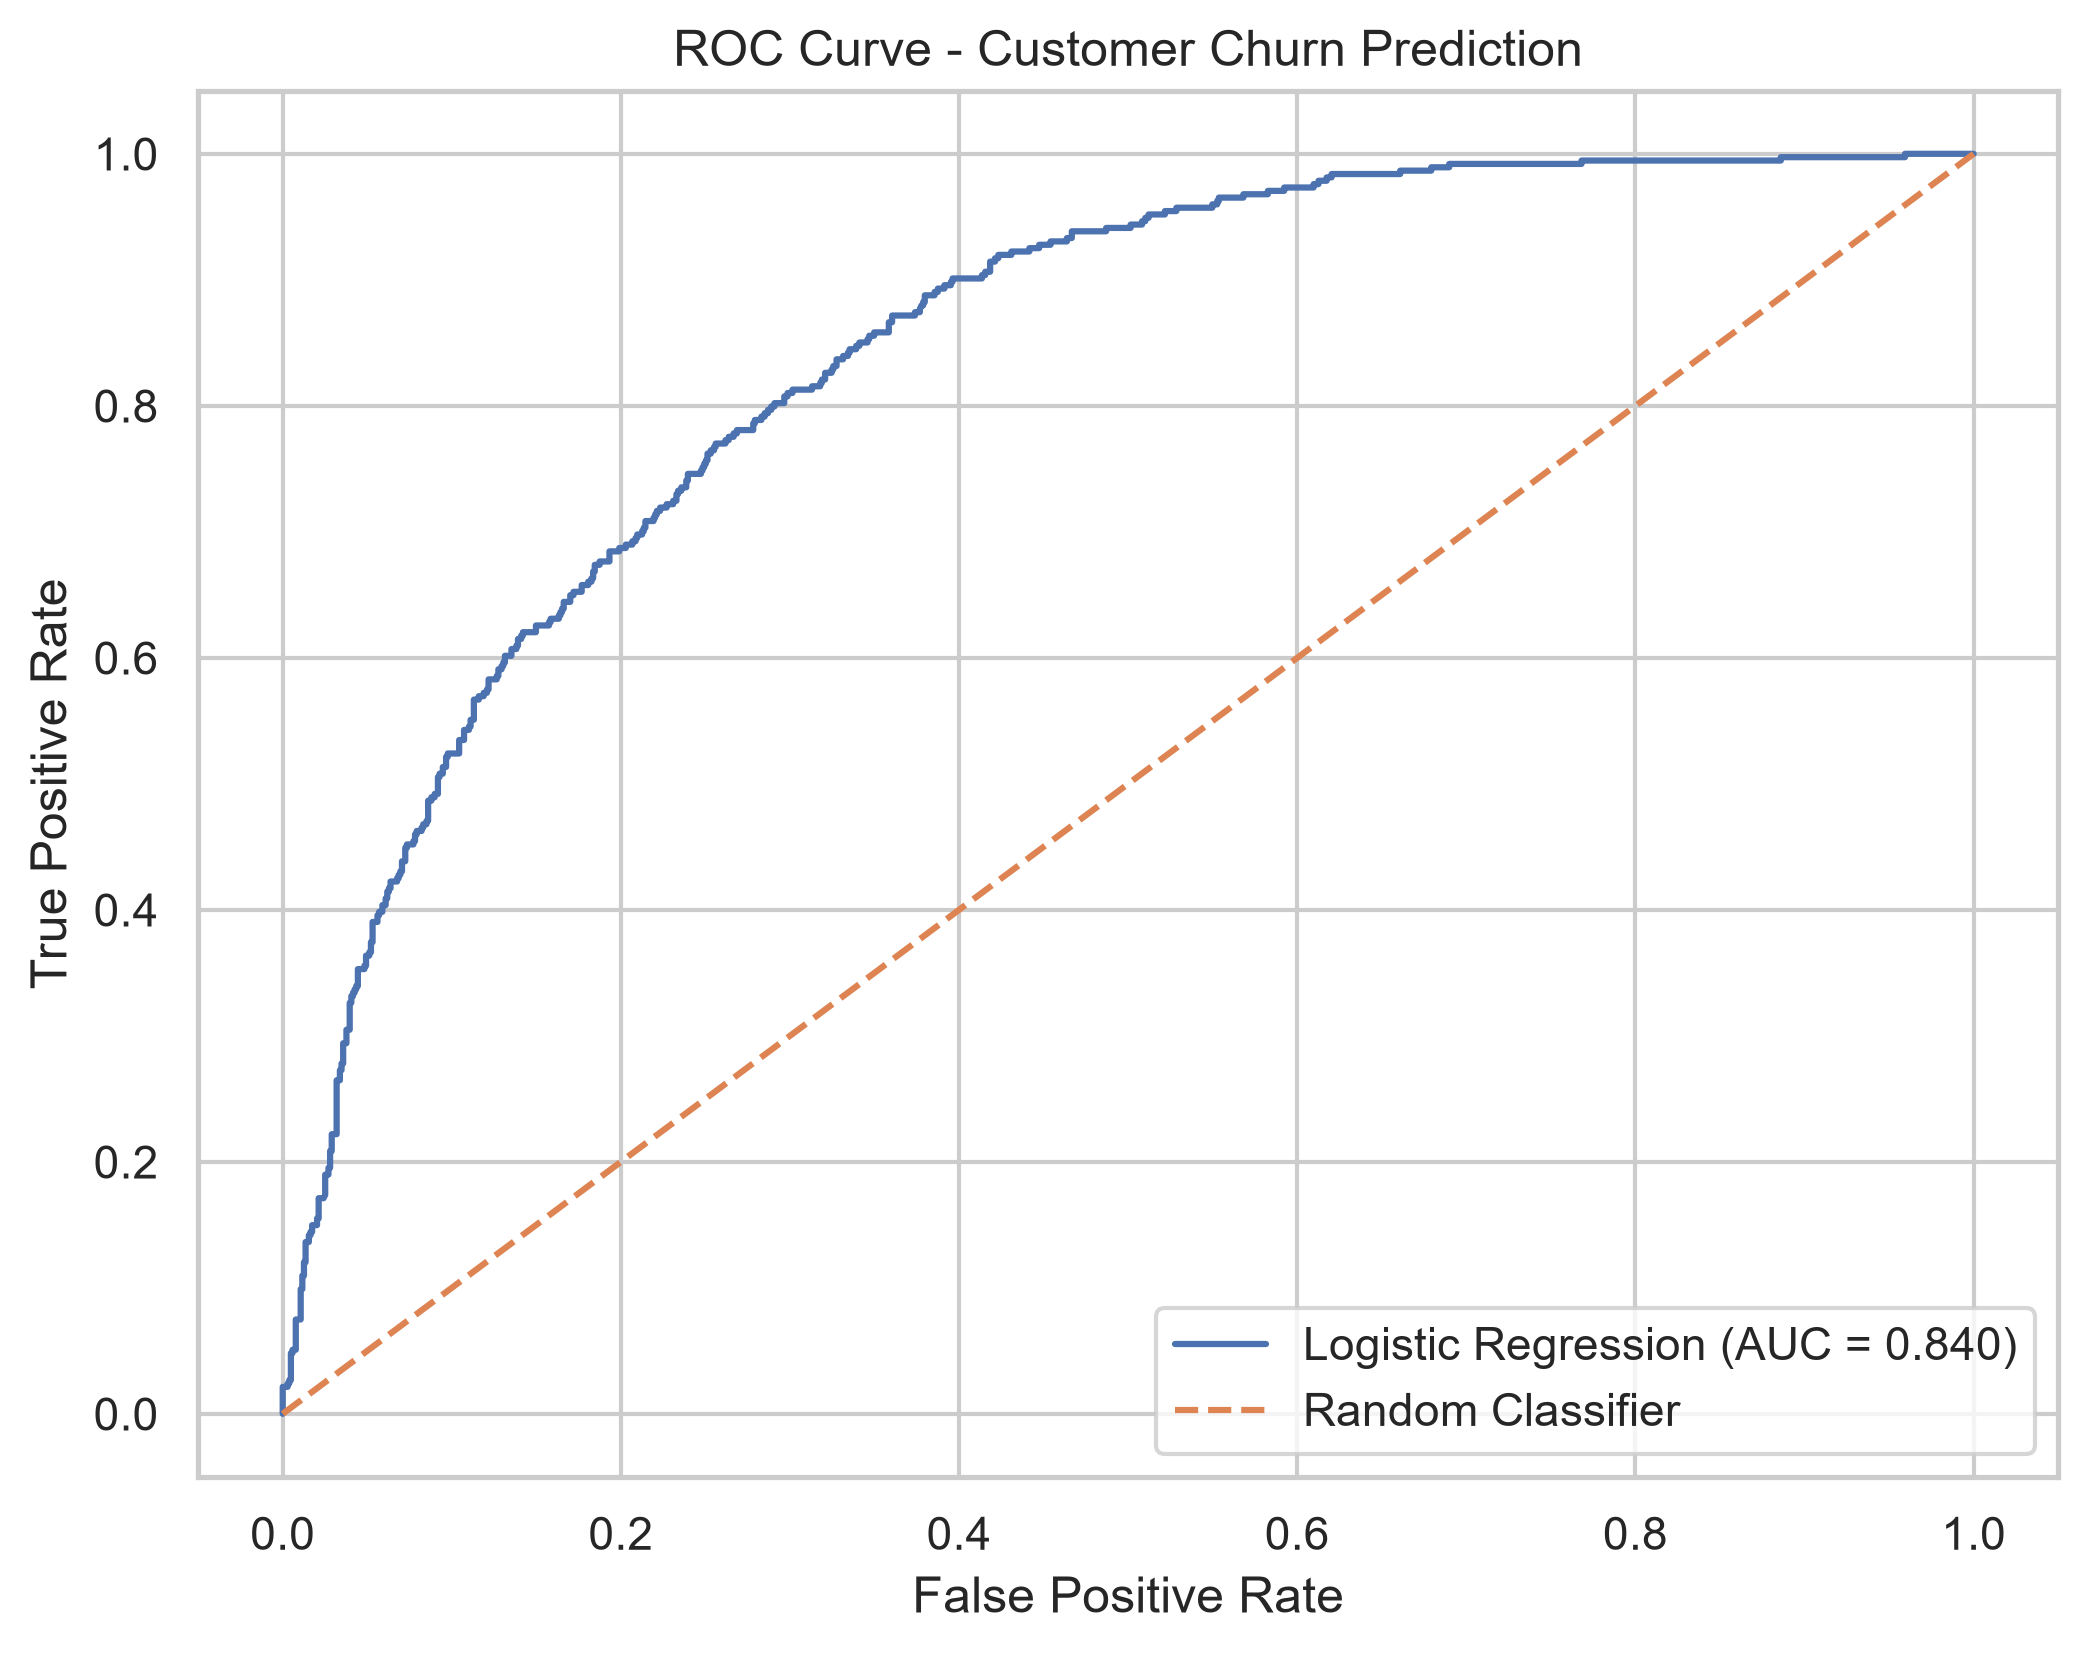 ROC Curve - Customer Churn Prediction
True Positive Rate
1.0
0.8
0.6
0.4
0.2
0.0
Logistic Regression (AUC = 0.840)
Random Classifier
0.0 0.2 0.4 0.6 0.8 1.0
False Positive Rate